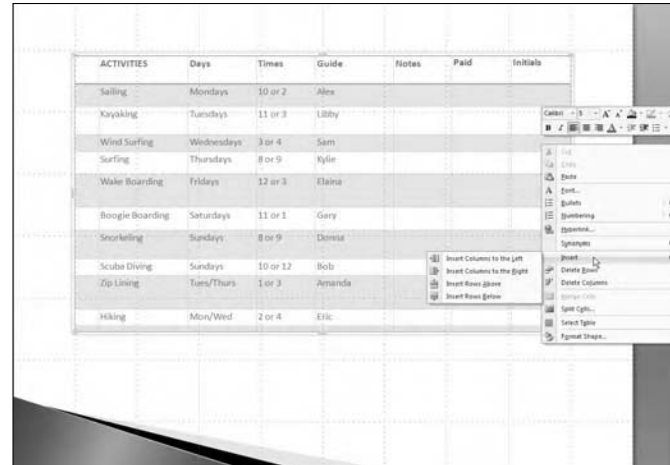 ACTIVITIES Days Times Guide Notes Paid Initials
Sailing Mondays 10 or 2 Alex
Kayaking Tuesdays 11 or 3 Libby
Wind Surfing Wednesdays 3 or 4 Sam
Surfing Thursdays 8 or 9 Kylie
Wake Boarding Fridays 12 or 3 Elaina
Boogie Boarding Saturdays 11 or 1 Gary
Snorkeling Sundays 8 or 9 Donna
Scuba Diving Sundays 10 or 12 Bob
Zip Lining Tues/Thurs 1 or 3 Amanda
Hiking Mon/Wed 2 or 4 Eric
Calibri
Cut
Copy
Paste
Font...
Bullets
Numbering
Hyperlink...
Synonyms
Insert
Insert Columns to the Left
Insert Columns to the Right
Insert Rows Above
Insert Rows Below
Delete Rows
Delete Columns
Merge Cells
Split Cells...
Select Table
Format Shape...